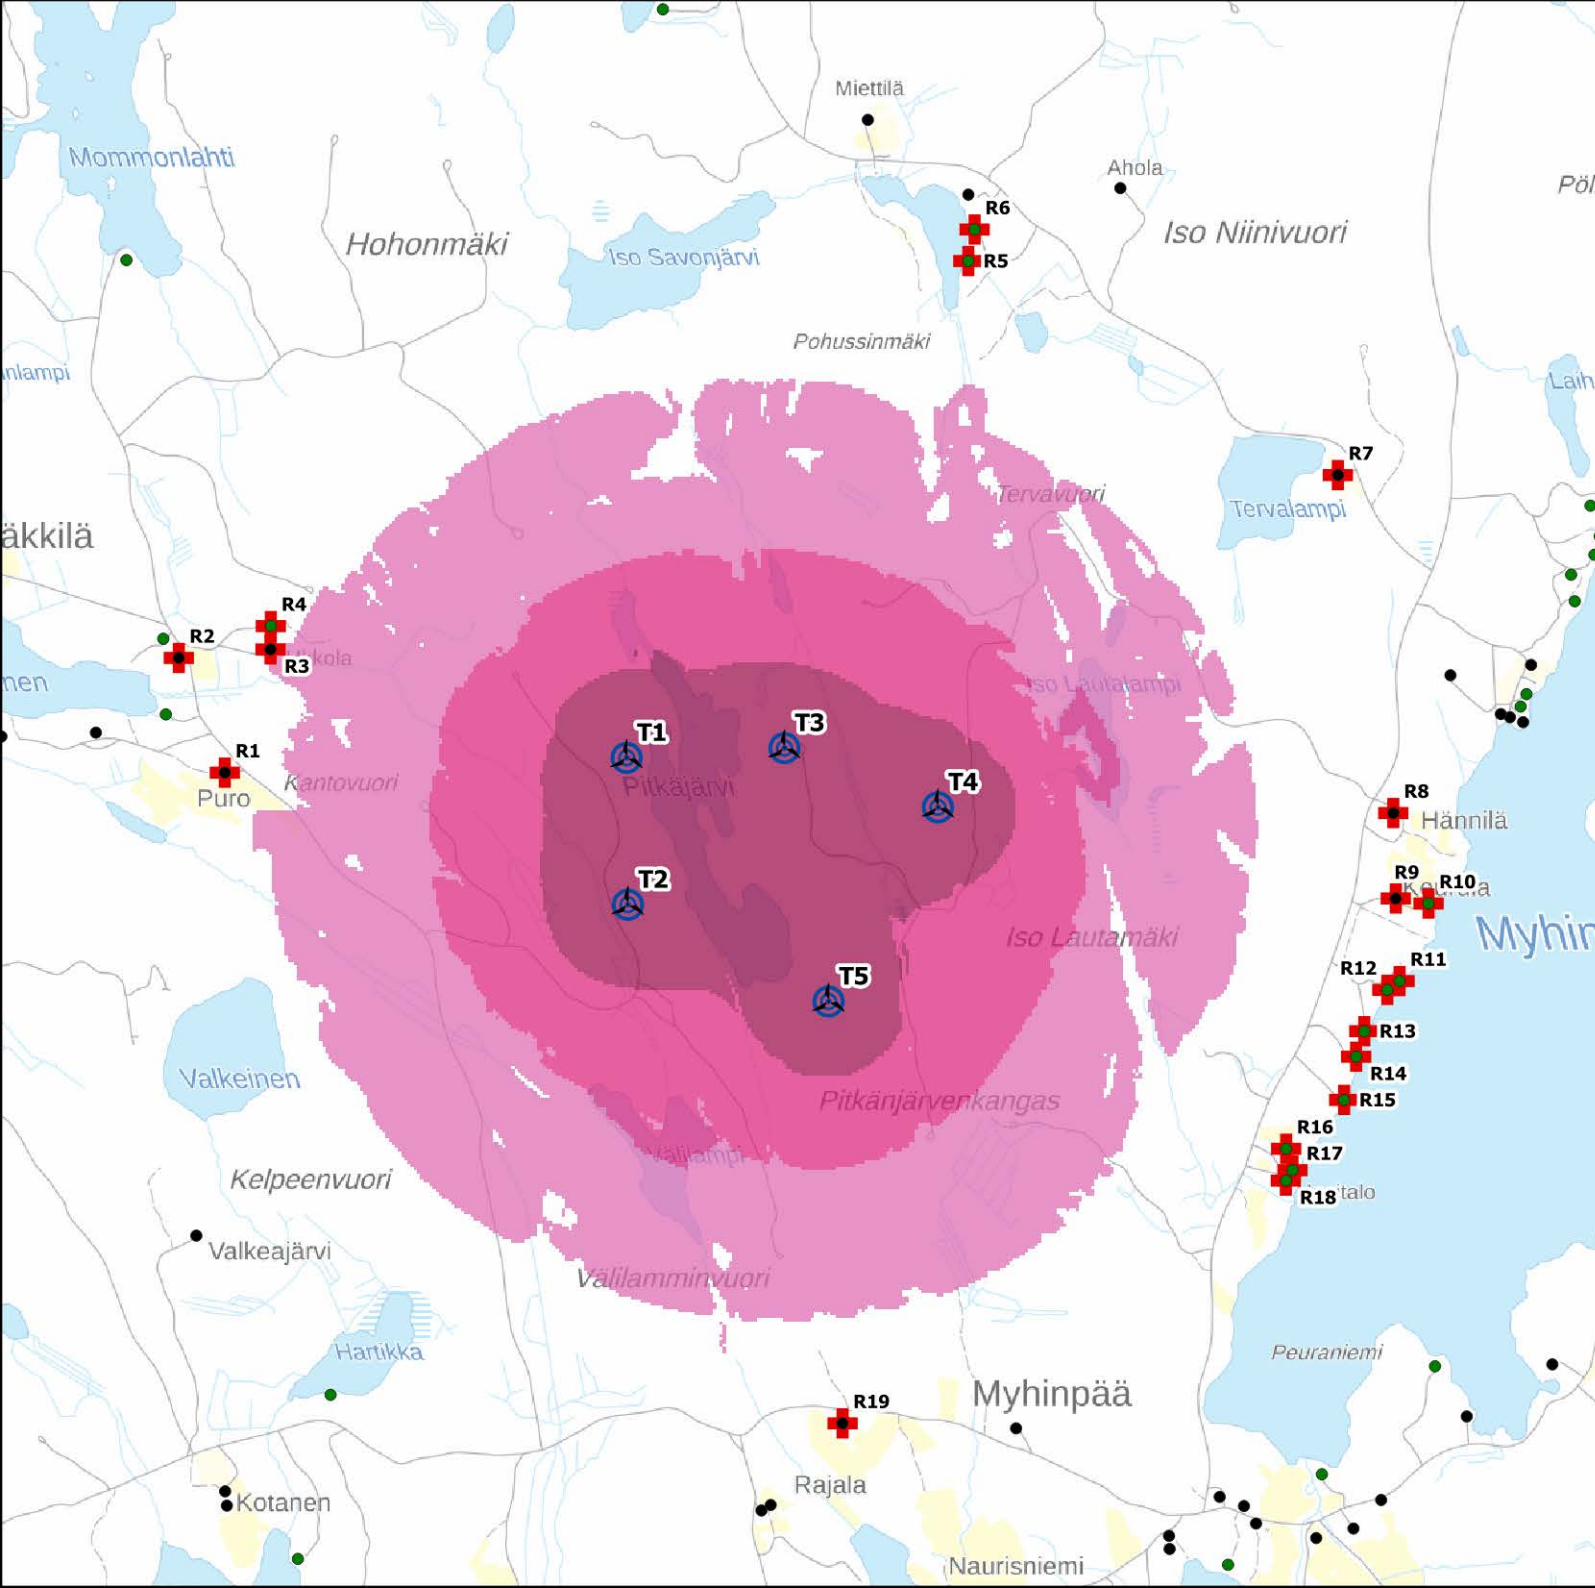 Miettilä
Mommonlahti
Ahola
Pöl
R6
Hohonmäki
Iso Niinivuori
Iso Savonjärvi
R5
Pohussinmäki
nlampi
Laih
R7
Tervavuori
Tervalampi
äkkilä
R4
R2
R3
nen
Iso Lautalampi
T1
T3
R1
Kantovuori
Pitkäjärvi
T4
Puro
R8
Hännilä
T2
R9
R10
Myhin
Iso Lautamäki
R11
R12
T5
R13
Valkeinen
R14
Pitkänjärvenkangas
R15
R16
Välilampi
R17
Kelpeenvuori
R18
Valkeajärvi
Välilamminvuori
Hartikka
Peuraniemi
Myhinpää
R19
Rajala
Kotanen
Naurisniemi